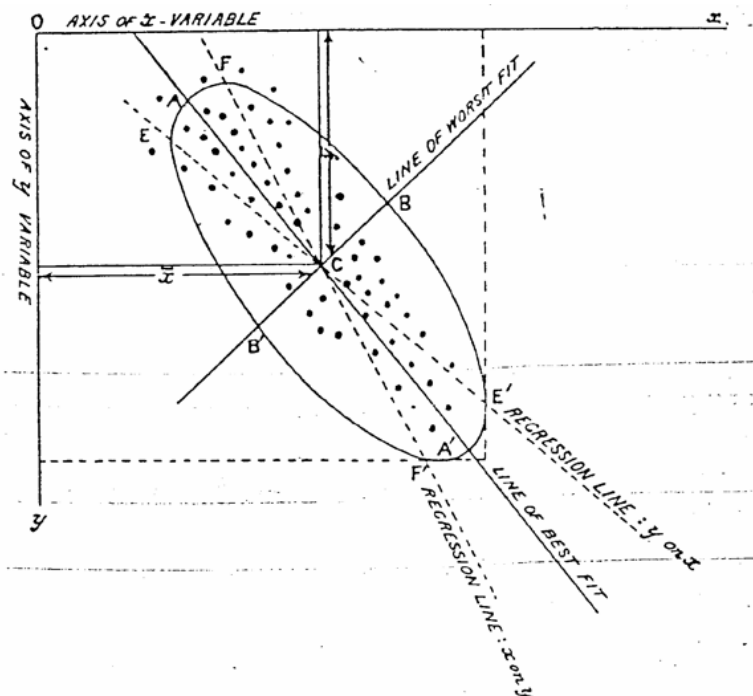 O AXIS OF x-VARIABLE x
AXIS OF y VARIABLE
F
A
E
ȳ
LINE OF WORSIT FIT
B
C
x̄
B'
E'
A'
F'
REGRESSION LINE: y on x
LINE OF BEST FIT
REGRESSION LINE: x on y
y